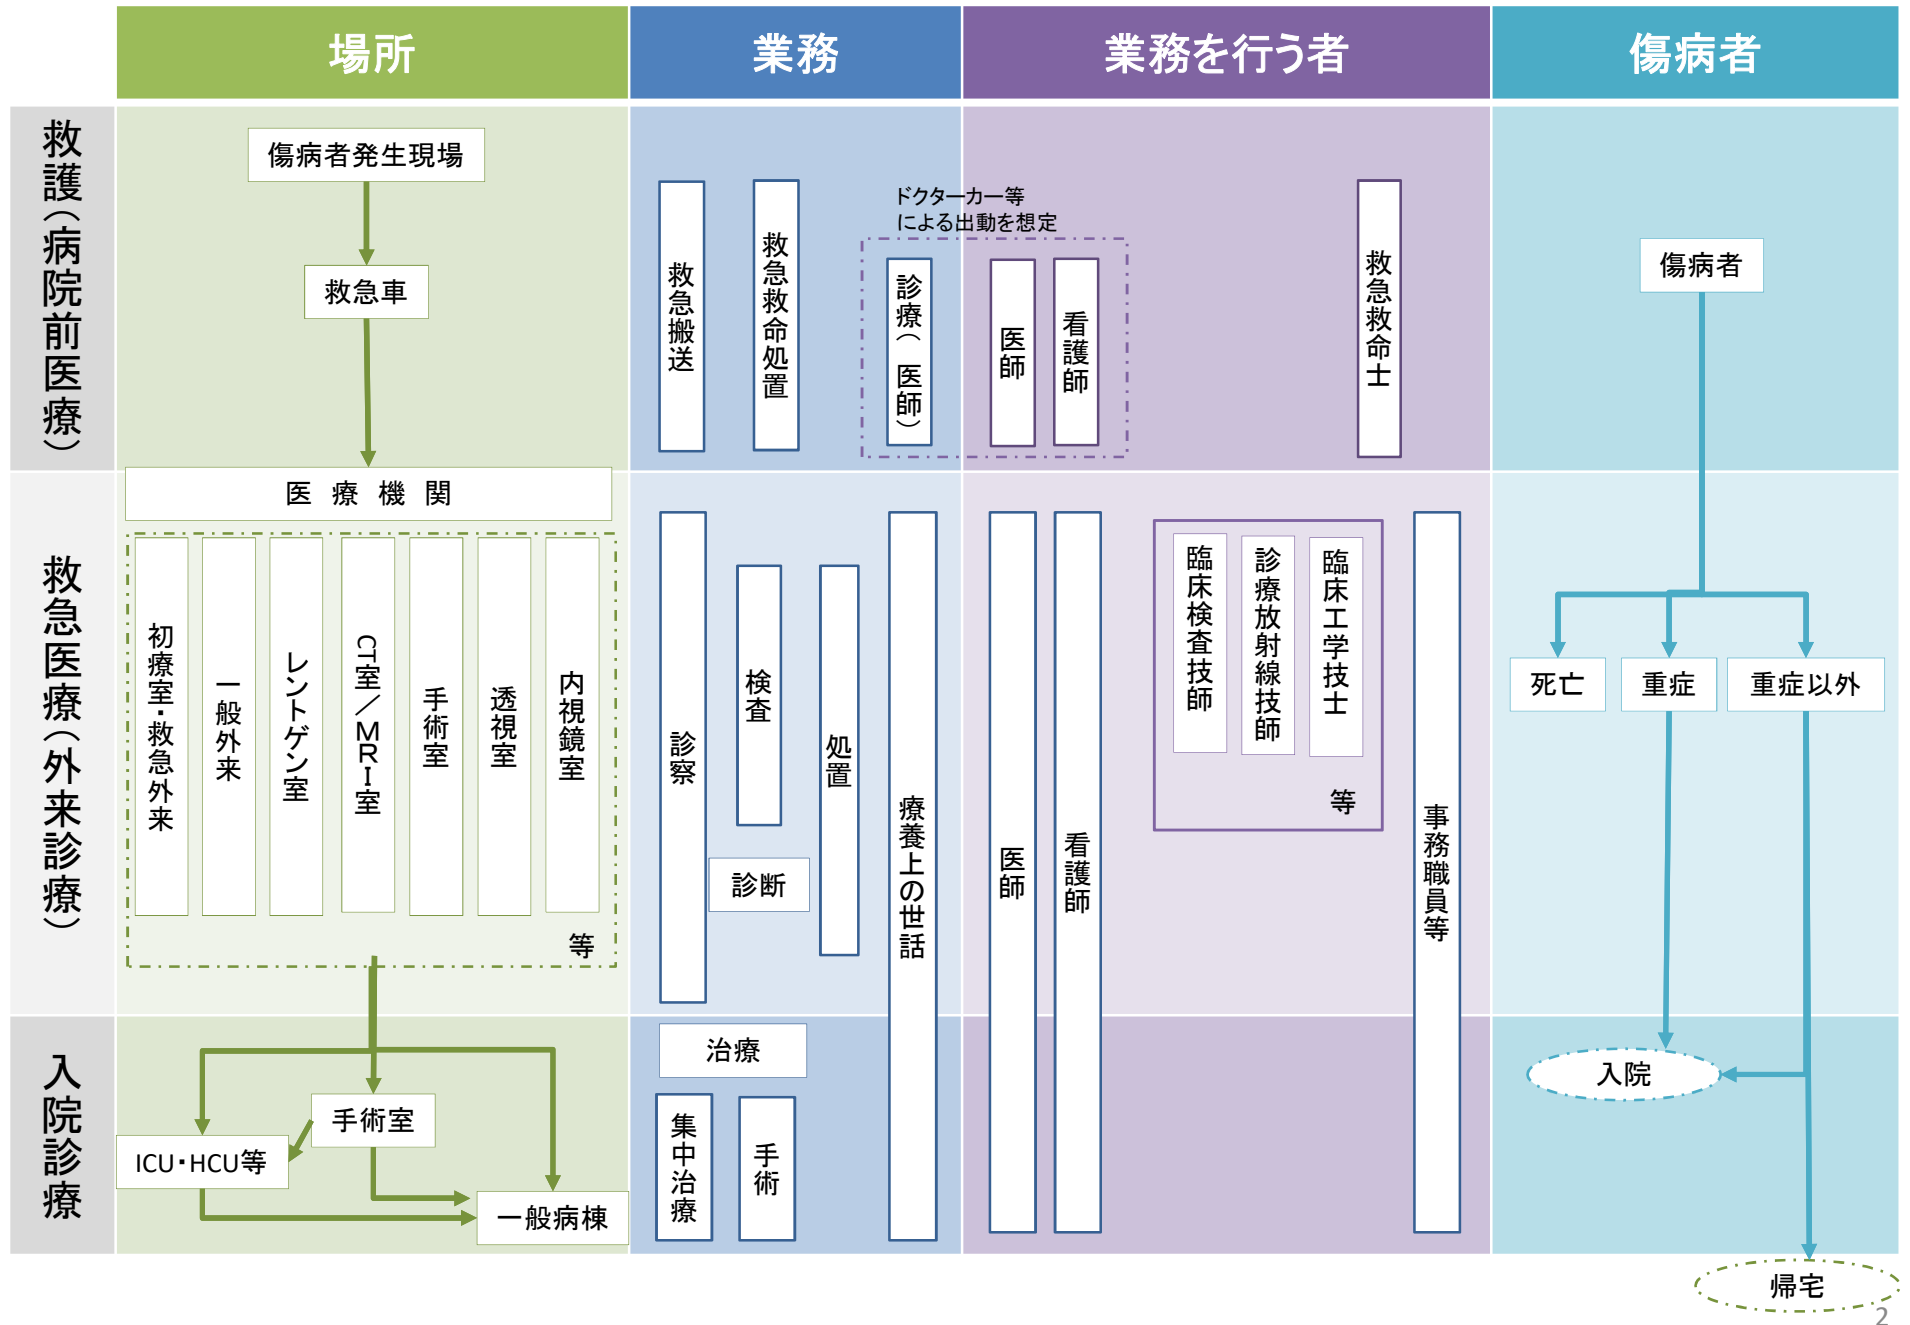 場所
業務
業務を行う者
傷病者
救護（病院前医療）
傷病者発生現場
救急車
救急搬送
救急救命処置
ドクターカー等
による出動を想定
診療（ 医師）
医師
看護師
救急救命士
傷病者
救急医療（外来診療）
医 療 機 関
初療室・救急外来
一般外来
レントゲン室
CT室／MRI室
手術室
透視室
内視鏡室
等
診察
検査
診断
処置
療養上の世話
医師
看護師
臨床検査技師
診療放射線技師
臨床工学技士
等
事務職員等
死亡
重症
重症以外
入院診療
手術室
ICU・HCU等
一般病棟
治療
集中治療
手術
入院
帰宅
2